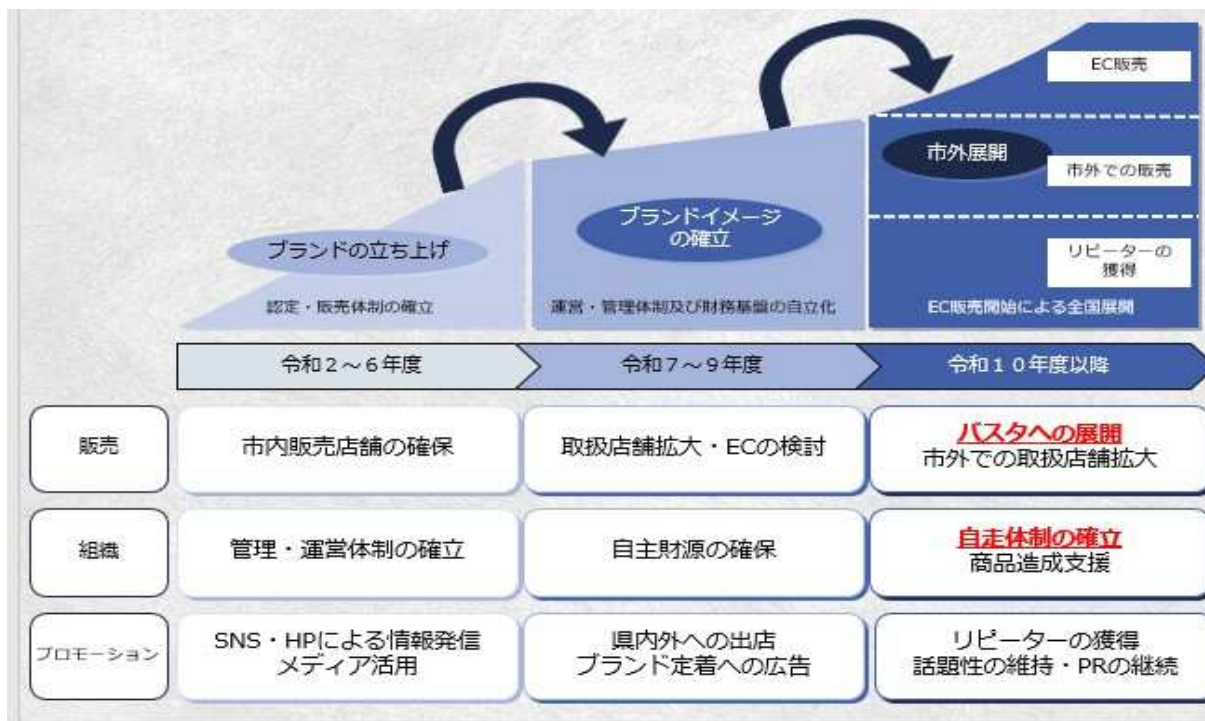 EC販売
市外展開
市外での販売
ブランドイメージ
の確立
ブランドの立ち上げ
リピーターの
獲得
認定・販売体制の確立
運営・管理体制及び財務基盤の自立化
EC販売開始による全国展開
令和２～６年度
令和７～９年度
令和１０年度以降
販売
市内販売店舗の確保
取扱店舗拡大・ECの検討
バスタへの展開
市外での取扱店舗拡大
組織
管理・運営体制の確立
自主財源の確保
自走体制の確立
商品造成支援
プロモーション
SNS・HPによる情報発信
メディア活用
県内外への出店
ブランド定着への広告
リピーターの獲得
話題性の維持・PRの継続